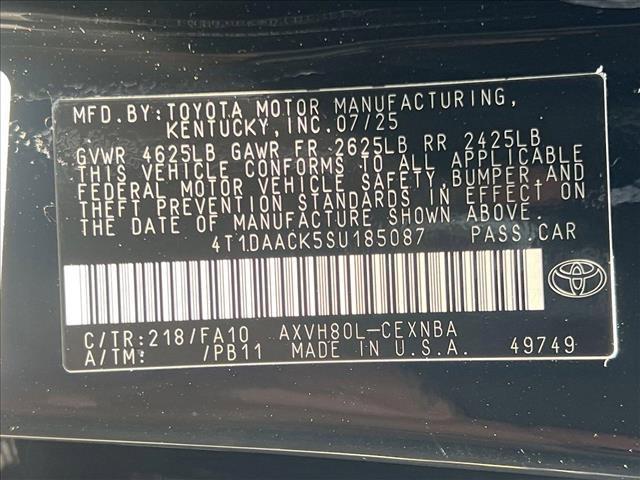 MFD.BY:TOYOTA MOTOR MANUFACTURING,
KENTUCKY,INC.07/25
GVWR 4625LB GAWR FR 2625LB RR 2425LB
THIS VEHICLE CONFORMS TO ALL APPLICABLE
FEDERAL MOTOR VEHICLE SAFETY,BUMPER AND
THEFT PREVENTION STANDARDS IN EFFECT ON
THE DATE OF MANUFACTURE SHOWN ABOVE.
4T1DAACK5SU185087 PASS.CAR
C/TR:218/FA10 AXVH80L-CEXNBA
A/TM: /PB11 MADE IN U.S.A. 49749